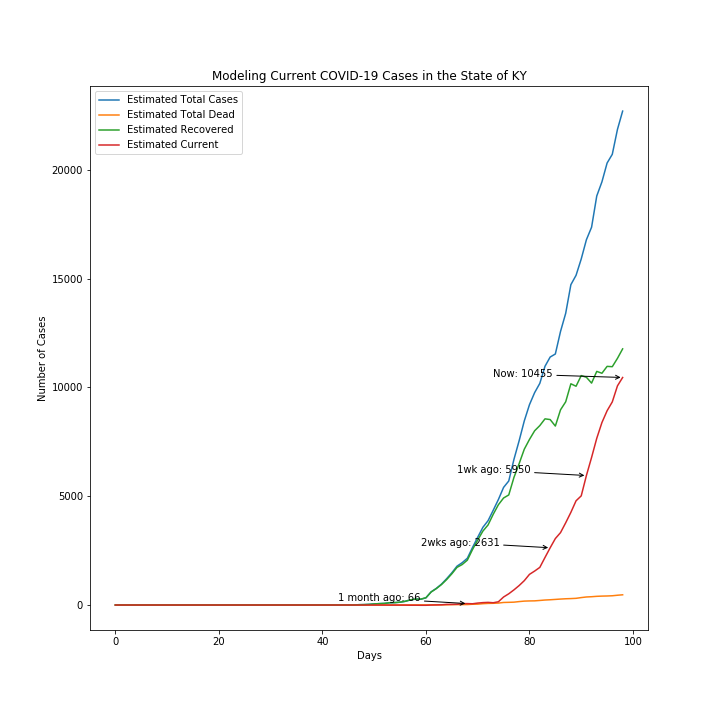 Modeling Current COVID-19 Cases in the State of KY
Estimated Total Cases
Estimated Total Dead
Estimated Recovered
Estimated Current
20000
15000
10000
5000
0
Number of Cases
Now: 10455
1wk ago: 5950
2wks ago: 2631
1 month ago: 66
0 20 40 60 80 100
Days